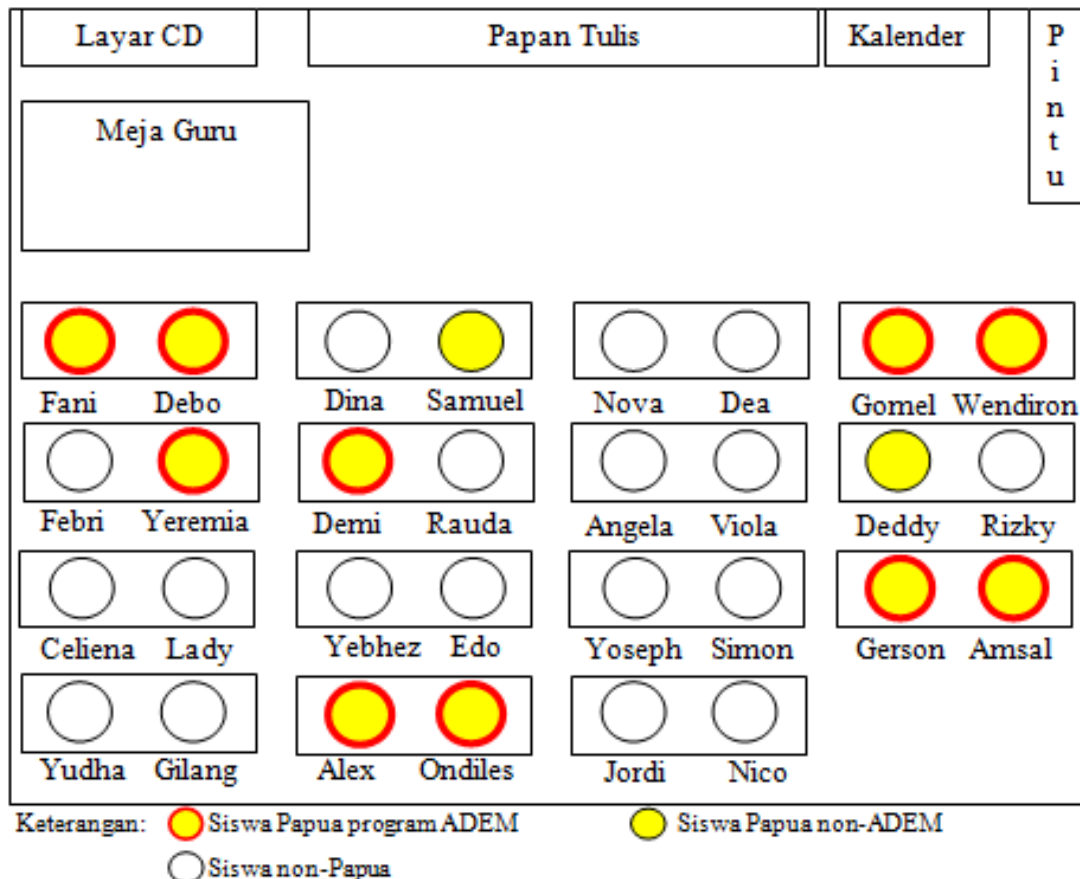 Layar CD Papan Tulis Kalender Pintu
Meja Guru
Fani Debo Dina Samuel Nova Dea Gomel Wendiron
Febri Yeremia Demi Rauda Angela Viola Deddy Rizky
Celiena Lady Yebhez Edo Yoseph Simon Gerson Amsal
Yudha Gilang Alex Ondiles Jordi Nico
Keterangan: Siswa Papua program ADEM Siswa Papua non-ADEM
Siswa non-Papua